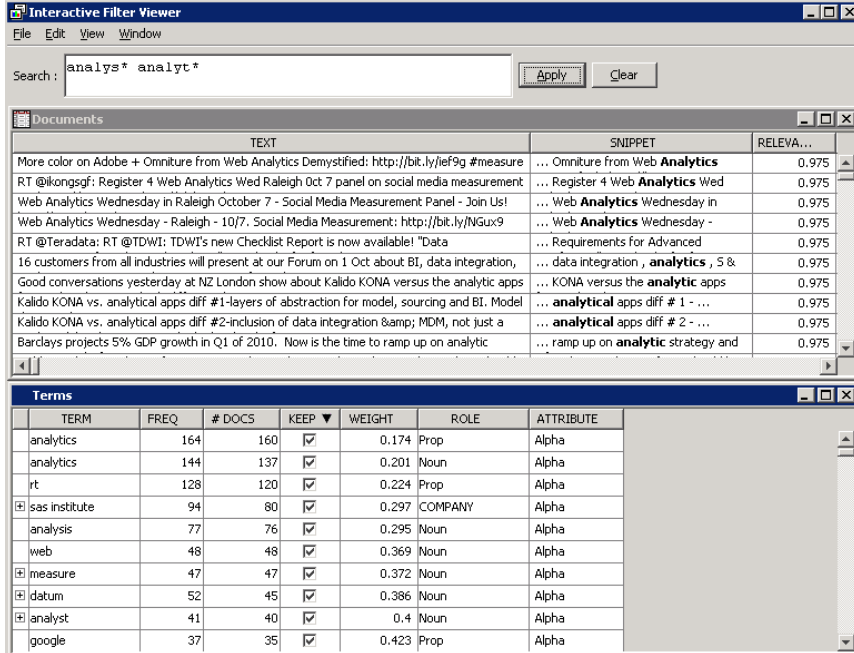 Interactive Filter Viewer
File Edit View Window
Search : analys* analyt* Apply Clear
Documents
TEXT SNIPPET RELEVA...
More color on Adobe + Omniture from Web Analytics Demystified: http://bit.ly/ief9g #measure ... Omniture from Web Analytics 0.975
RT @ikongsgf: Register 4 Web Analytics Wed Raleigh Oct 7 panel on social media measurement ... Register 4 Web Analytics Wed 0.975
Web Analytics Wednesday in Raleigh October 7 - Social Media Measurement Panel - Join Us! ... Web Analytics Wednesday in 0.975
Web Analytics Wednesday - Raleigh - 10/7. Social Media Measurement: http://bit.ly/NGux9 ... Web Analytics Wednesday - 0.975
RT @Teradata: RT @TDWI: TDWI's new Checklist Report is now available! "Data ... Requirements for Advanced 0.975
16 customers from all industries will present at our Forum on 1 Oct about BI, data integration, ... data integration , analytics , S & 0.975
Good conversations yesterday at NZ London show about Kalido KONA versus the analytic apps ... KONA versus the analytic apps 0.975
Kalido KONA vs. analytical apps diff #1-layers of abstraction for model, sourcing and BI. Model ... analytical apps diff # 1 - ... 0.975
Kalido KONA vs. analytical apps diff #2-inclusion of data integration &amp; MDM, not just a ... analytical apps diff # 2 - ... 0.975
Barclays projects 5% GDP growth in Q1 of 2010. Now is the time to ramp up on analytic ... ramp up on analytic strategy and 0.975
Terms
TERM FREQ # DOCS KEEP ▼ WEIGHT ROLE ATTRIBUTE
analytics 164 160 0.174 Prop Alpha
analytics 144 137 0.201 Noun Alpha
rt 128 120 0.224 Prop Alpha
sas institute 94 80 0.297 COMPANY Alpha
analysis 77 76 0.295 Noun Alpha
web 48 48 0.369 Noun Alpha
measure 47 47 0.372 Noun Alpha
datum 52 45 0.386 Noun Alpha
analyst 41 40 0.4 Noun Alpha
google 37 35 0.423 Prop Alpha